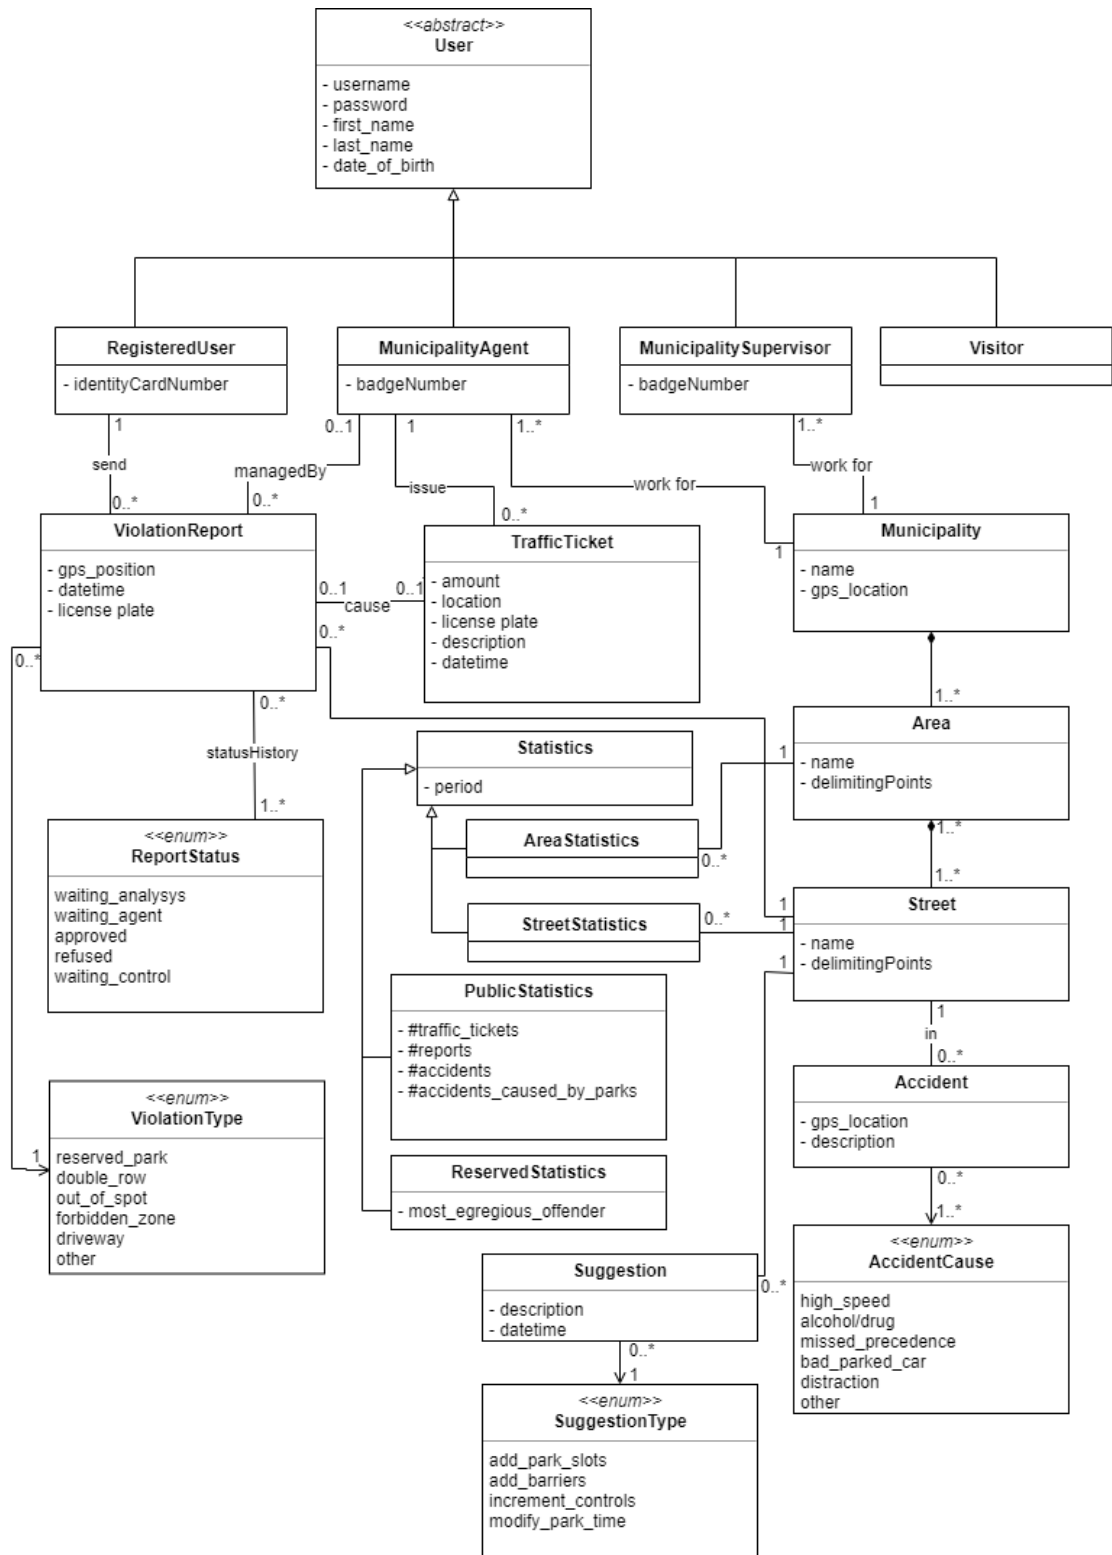 <<abstract>>
User
- username
- password
- first_name
- last_name
- date_of_birth
RegisteredUser
- identityCardNumber
MunicipalityAgent
- badgeNumber
MunicipalitySupervisor
- badgeNumber
Visitor
1
send
0..*
0..1
managedBy
0..*
1
issue
0..*
1..*
work for
1
1..*
work for
1
ViolationReport
- gps_position
- datetime
- license plate
0..1
cause
0..1
TrafficTicket
- amount
- location
- license plate
- description
- datetime
Municipality
- name
- gps_location
0..*
0..*
0..*
statusHistory
1..*
1..*
Area
- name
- delimitingPoints
1
Statistics
- period
AreaStatistics
0..*
1..*
1..*
<<enum>>
ReportStatus
waiting_analysys
waiting_agent
approved
refused
waiting_control
StreetStatistics
0..*
1
1
1
Street
- name
- delimitingPoints
PublicStatistics
- #traffic_tickets
- #reports
- #accidents
- #accidents_caused_by_parks
1
in
0..*
Accident
- gps_location
- description
1
<<enum>>
ViolationType
reserved_park
double_row
out_of_spot
forbidden_zone
driveway
other
ReservedStatistics
- most_egregious_offender
0..*
1..*
<<enum>>
AccidentCause
high_speed
alcohol/drug
missed_precedence
bad_parked_car
distraction
other
Suggestion
- description
- datetime
0..*
0..*
1
<<enum>>
SuggestionType
add_park_slots
add_barriers
increment_controls
modify_park_time